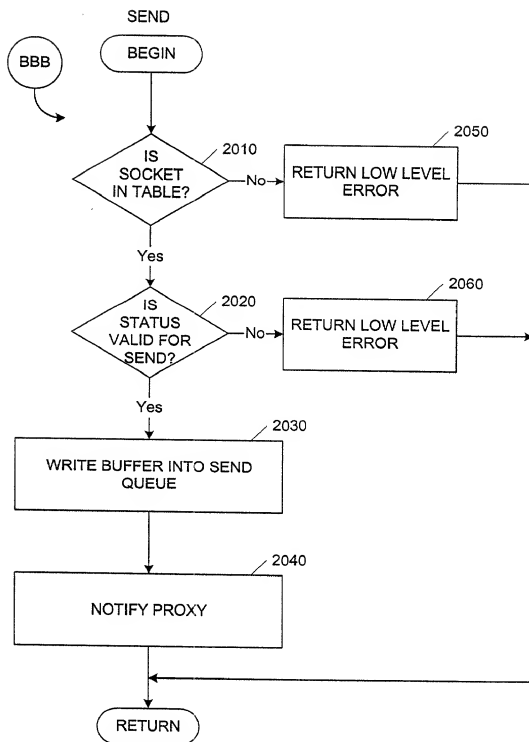 SEND
BEGIN
BBB
2010
IS
SOCKET
IN TABLE?
No
2050
RETURN LOW LEVEL
ERROR
Yes
2020
IS
STATUS
VALID FOR
SEND?
No
2060
RETURN LOW LEVEL
ERROR
Yes
2030
WRITE BUFFER INTO SEND
QUEUE
2040
NOTIFY PROXY
RETURN